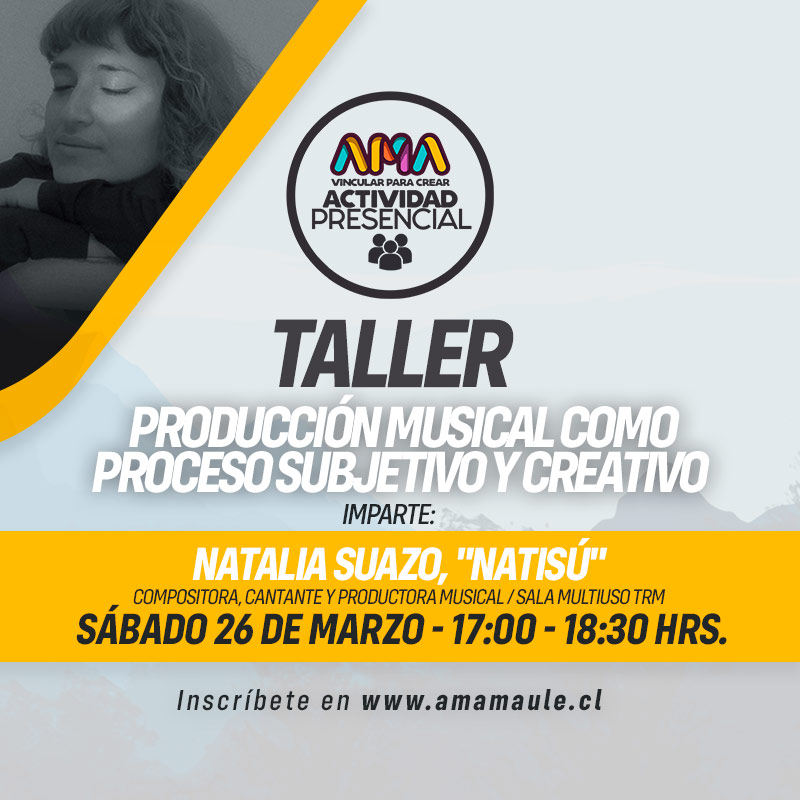 AMA
VINCULAR PARA CREAR
ACTIVIDAD
PRESENCIAL
TALLER
PRODUCCIÓN MUSICAL COMO
PROCESO SUBJETIVO Y CREATIVO
IMPARTE:
NATALIA SUAZO, "NATISÚ"
COMPOSITORA, CANTANTE Y PRODUCTORA MUSICAL / SALA MULTIUSO TRM
SÁBADO 26 DE MARZO - 17:00 - 18:30 HRS.
Inscríbete en www.amamaule.cl